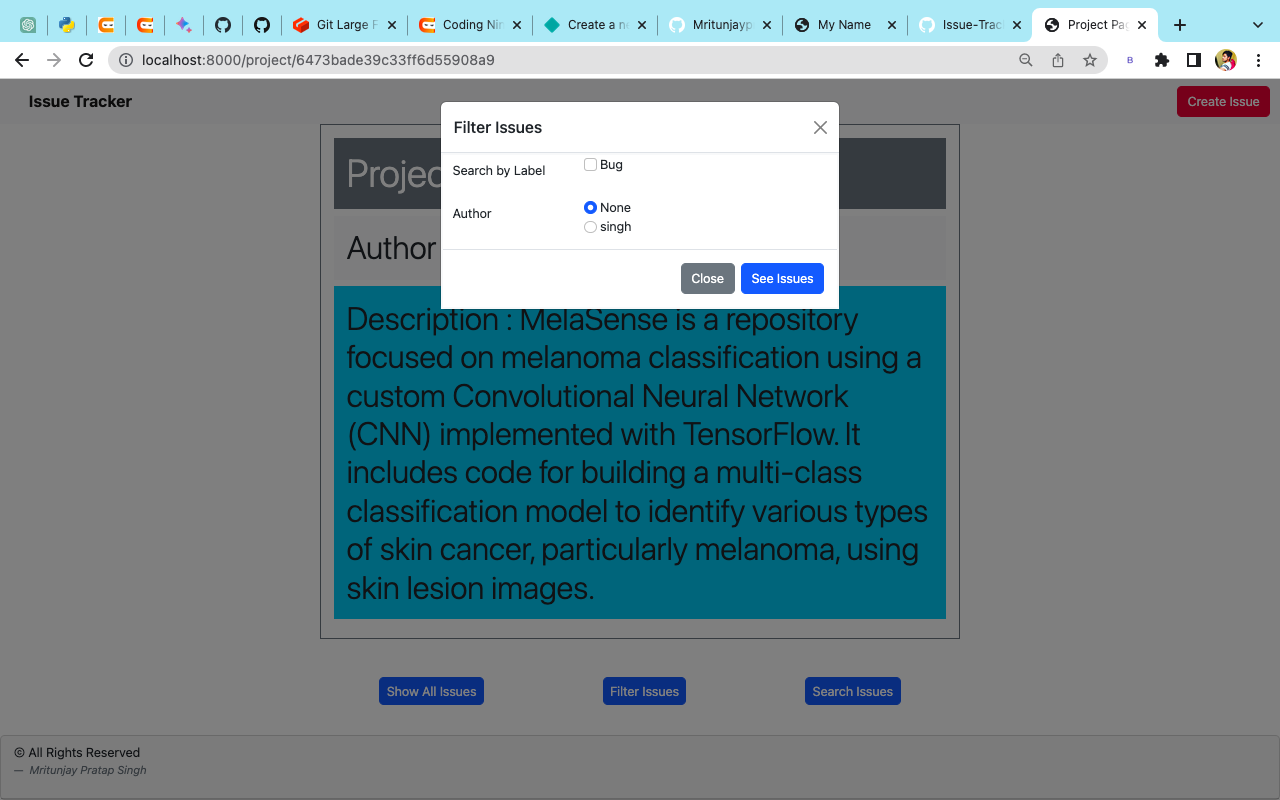 Git Large F
Coding Nin
Create a ne
Mritunjayp
My Name
Issue-Trac
Project Pag
localhost:8000/project/6473bade39c33ff6d55908a9
B
Issue Tracker
Create Issue
Filter Issues
Projec
Search by Label
Bug
Author
None
singh
Author
Close
See Issues
Description : MelaSense is a repository
focused on melanoma classification using a
custom Convolutional Neural Network
(CNN) implemented with TensorFlow. It
includes code for building a multi-class
classification model to identify various types
of skin cancer, particularly melanoma, using
skin lesion images.
Show All Issues
Filter Issues
Search Issues
© All Rights Reserved
— Mritunjay Pratap Singh